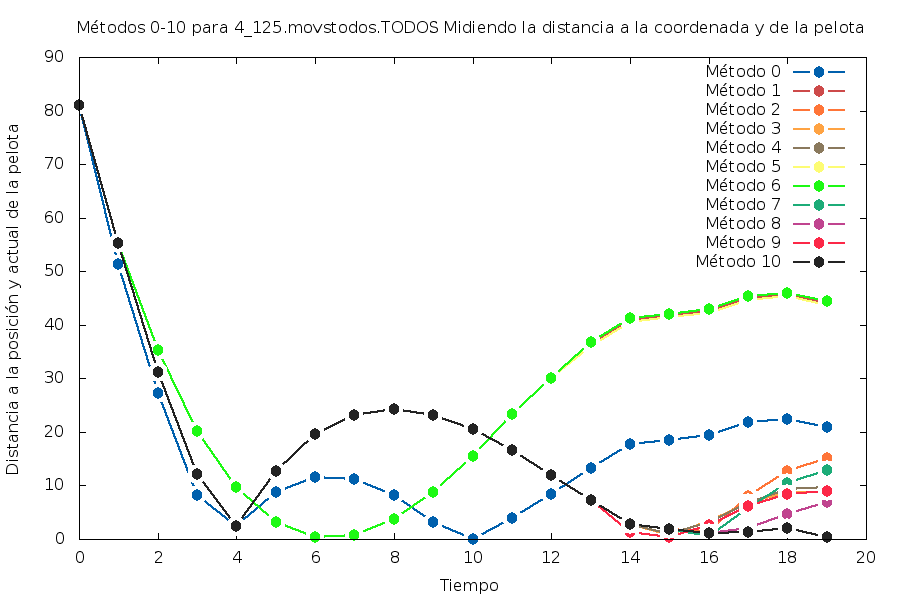 Métodos 0-10 para 4_125.movstodos.TODOS Midiendo la distancia a la coordenada y de la pelota
Distancia a la posición y actual de la pelota
90
80
70
60
50
40
30
20
10
0
Método 0
Método 1
Método 2
Método 3
Método 4
Método 5
Método 6
Método 7
Método 8
Método 9
Método 10
0 2 4 6 8 10 12 14 16 18 20
Tiempo